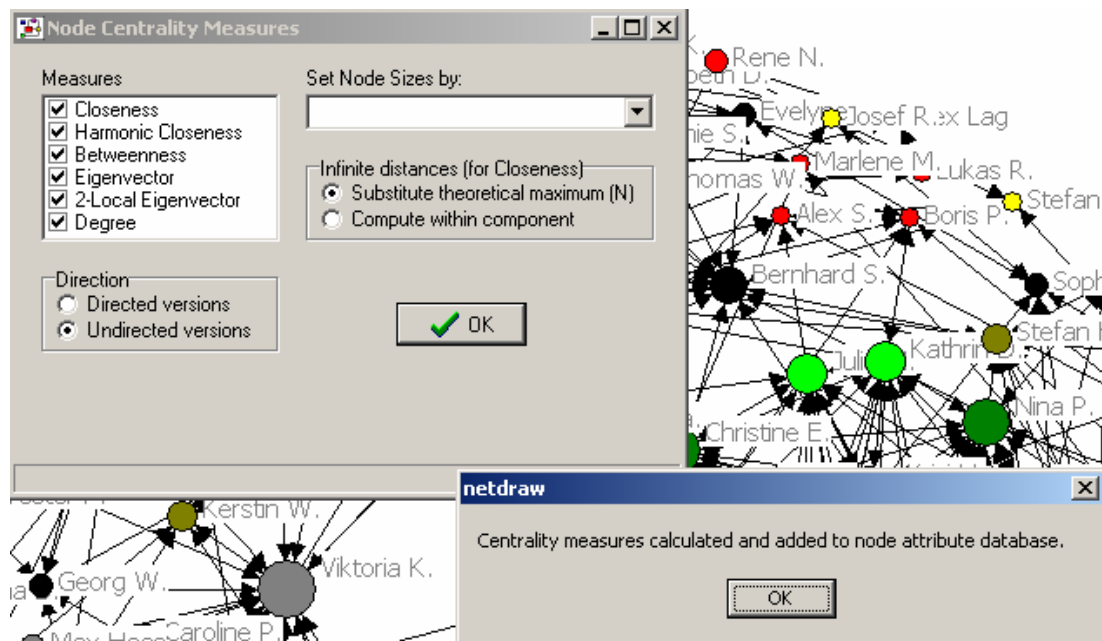 Node Centrality Measures
Measures
Closeness
Harmonic Closeness
Betweenness
Eigenvector
2-Local Eigenvector
Degree
Set Node Sizes by:
Infinite distances (for Closeness)
Substitute theoretical maximum (N)
Compute within component
Direction
Directed versions
Undirected versions
OK
Rene N.
Josef R.
Lag
Marlene M.
Lukas R.
W.
Stefan
Alex S.
Boris P.
Bernhard S.
Stefan
Kathrin D.
Nina P.
Christine E.
netdraw
Centrality measures calculated and added to node attribute database.
OK
Kerstin W.
Viktoria K.
Georg W.
Caroline P.